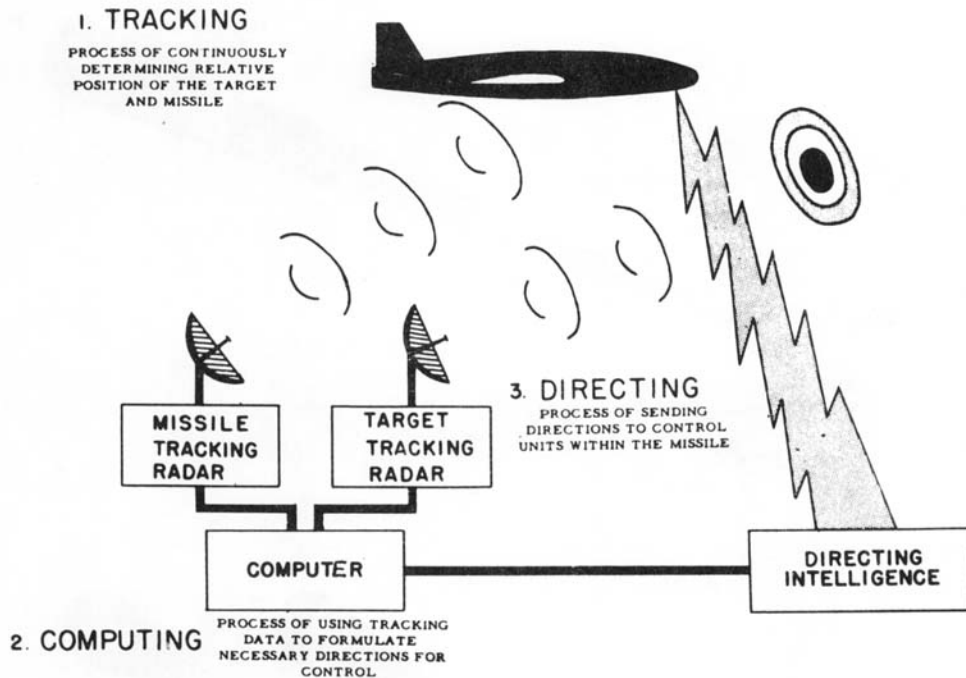 1. TRACKING
PROCESS OF CONTINUOUSLY
DETERMINING RELATIVE
POSITION OF THE TARGET
AND MISSILE
3. DIRECTING
PROCESS OF SENDING
DIRECTIONS TO CONTROL
UNITS WITHIN THE MISSILE
MISSILE
TRACKING
RADAR
TARGET
TRACKING
RADAR
COMPUTER
DIRECTING
INTELLIGENCE
2. COMPUTING
PROCESS OF USING TRACKING
DATA TO FORMULATE
NECESSARY DIRECTIONS FOR
CONTROL